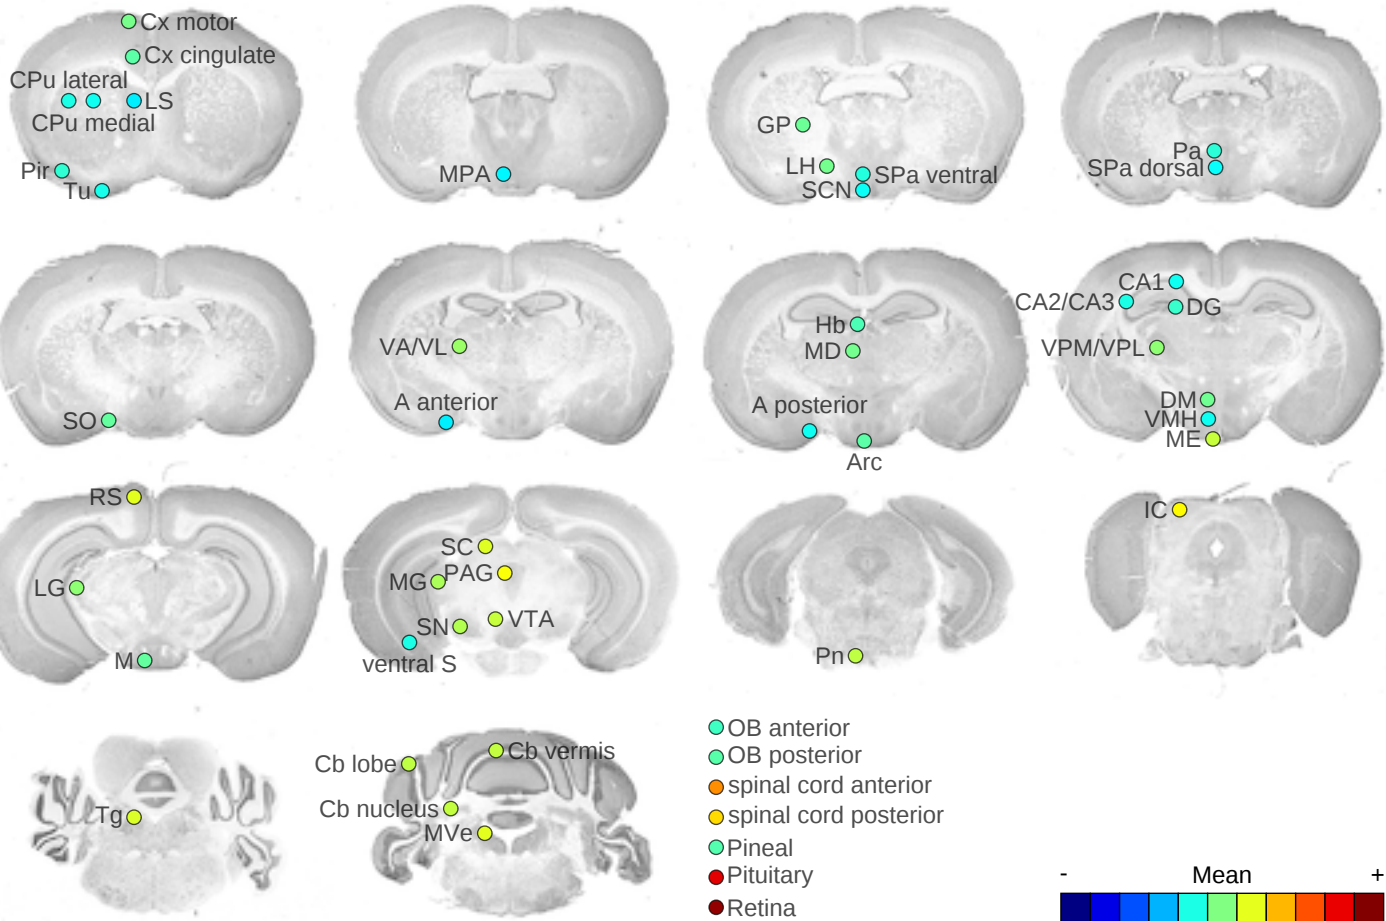 Cx motor
Cx cingulate
CPu lateral
LS
CPu medial
Pir
Tu
MPA
GP
LH
SPa ventral
SCN
Pa
SPa dorsal
SO
VA/VL
A anterior
Hb
MD
A posterior
Arc
CA1
CA2/CA3
DG
VPM/VPL
DM
VMH
ME
RS
LG
M
SC
MG
PAG
SN
VTA
ventral S
Pn
IC
Tg
Cb lobe
Cb vermis
Cb nucleus
MVe
OB anterior
OB posterior
spinal cord anterior
spinal cord posterior
Pineal
Pituitary
Retina
- Mean +